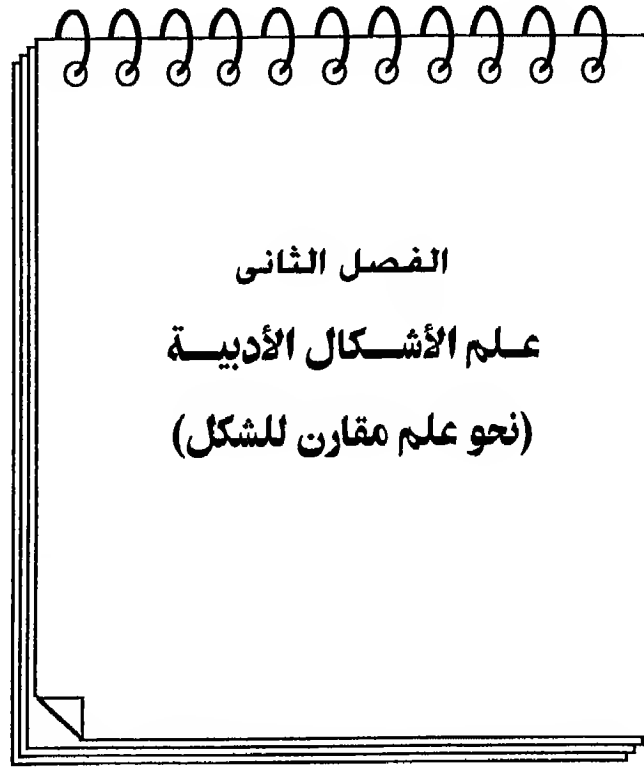 الفصل الثانى
علم الأشكال الأدبية
(نحو علم مقارن للشكل)